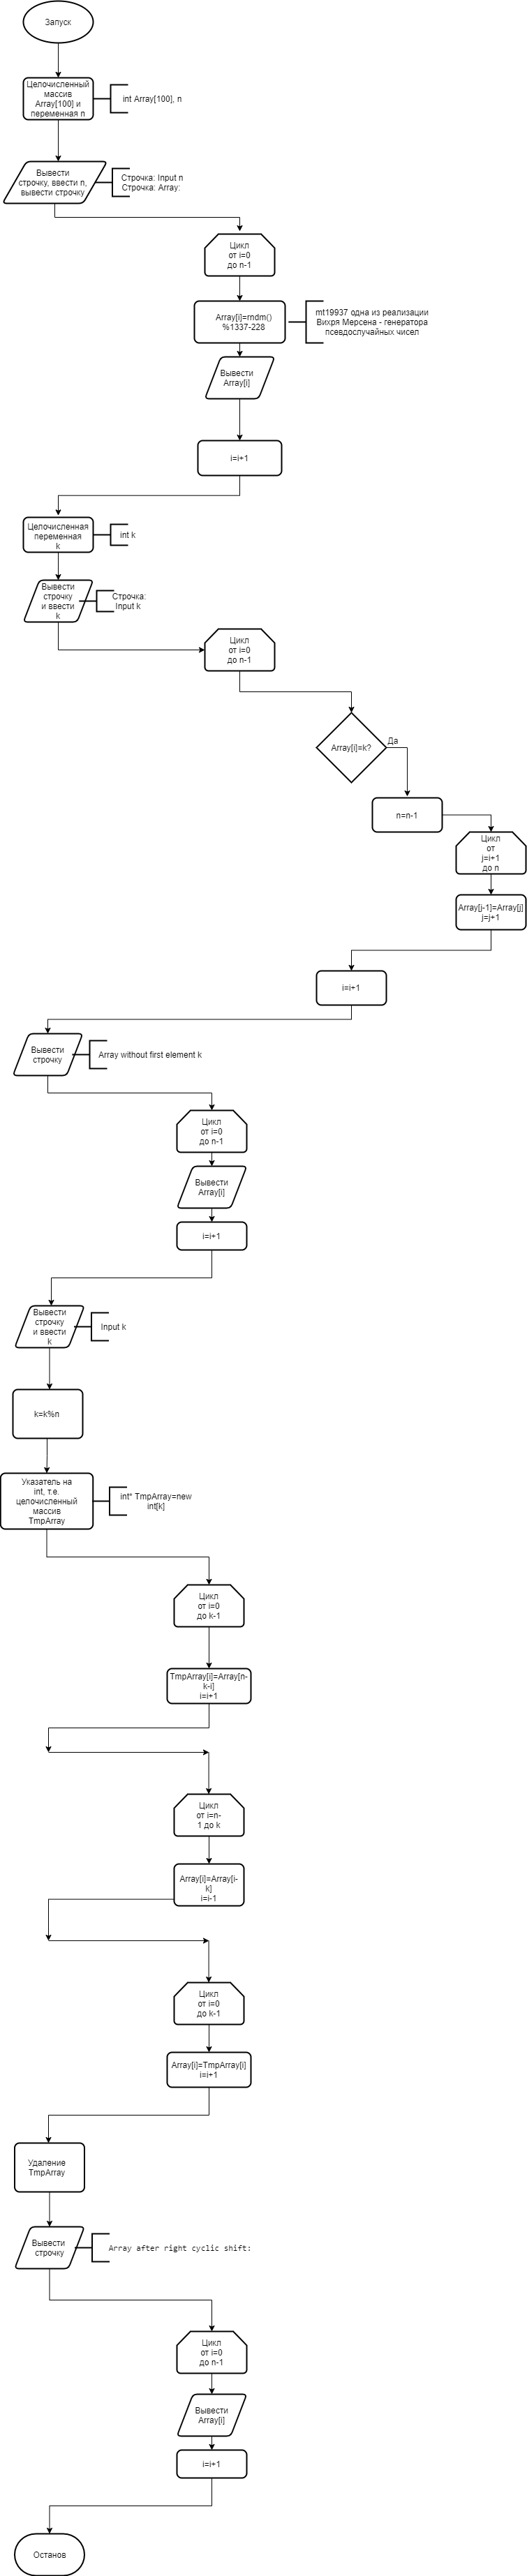 Запуск
Целочисленный
массив
Array[100] и
переменная n
int Array[100], n
Вывести
строчку, ввести n,
вывести строчку
Строчка: Input n
Строчка: Array:
Цикл
от i=0
до n-1
Array[i]=rndm()
%1337-228
mt19937 одна из реализации
Вихря Мерсена - генератора
псевдослучайных чисел
Вывести
Array[i]
i=i+1
Целочисленная
переменная
k
int k
Вывести
строчку
и ввести
k
Строчка:
Input k
Цикл
от i=0
до n-1
Array[i]=k?
Да
n=n-1
Цикл
от
j=i+1
до n
Array[j-1]=Array[j]
j=j+1
i=i+1
Вывести
строчку
Array without first element k
Цикл
от i=0
до n-1
Вывести
Array[i]
i=i+1
Вывести
строчку
и ввести
k
Input k
k=k%n
Указатель на
int, т.е.
целочисленный
массив
TmpArray
int* TmpArray=new
int[k]
Цикл
от i=0
до k-1
TmpArray[i]=Array[n-
k-i]
i=i+1
Цикл
от i=n-
1 до k
Array[i]=Array[i-
k]
i=i-1
Цикл
от i=0
до k-1
Array[i]=TmpArray[i]
i=i+1
Удаление
TmpArray
Вывести
строчку
Array after right cyclic shift:
Цикл
от i=0
до n-1
Вывести
Array[i]
i=i+1
Останов